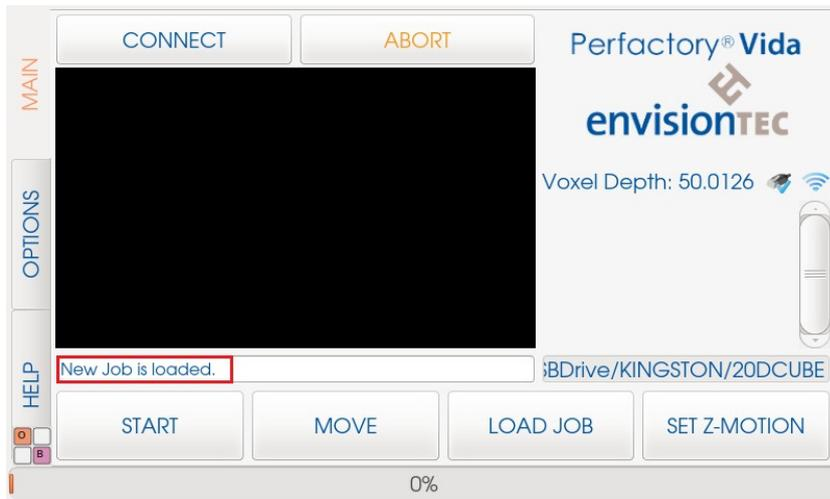 CONNECT
ABORT
Perfactory® Vida
envisionTEC
MAIN
Voxel Depth: 50.0126
OPTIONS
New Job is loaded.
BDrive/KINGSTON/20DCUBE
HELP
START
MOVE
LOAD JOB
SET Z-MOTION
O
B
0%